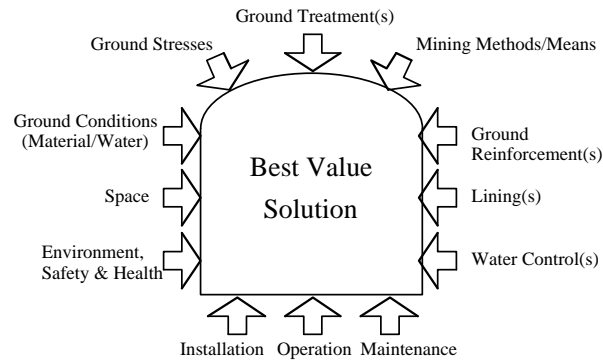 Ground Treatment(s)
Ground Stresses
Mining Methods/Means
Ground Conditions
(Material/Water)
Ground
Reinforcement(s)
Best Value
Solution
Space
Lining(s)
Environment,
Safety & Health
Water Control(s)
Installation
Operation
Maintenance